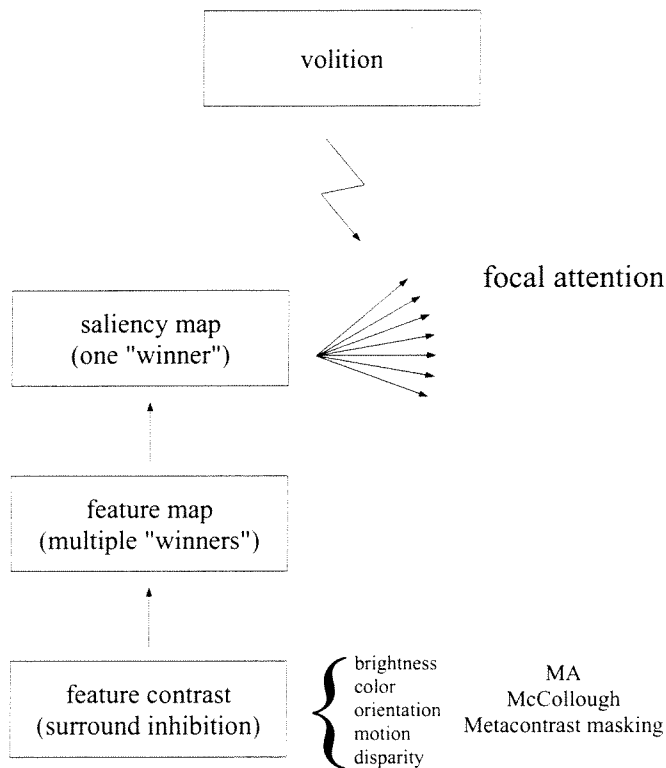 volition
focal attention
saliency map
(one "winner")
feature map
(multiple "winners")
feature contrast
(surround inhibition)
brightness
color
orientation
motion
disparity
MA
McCollough
Metacontrast masking